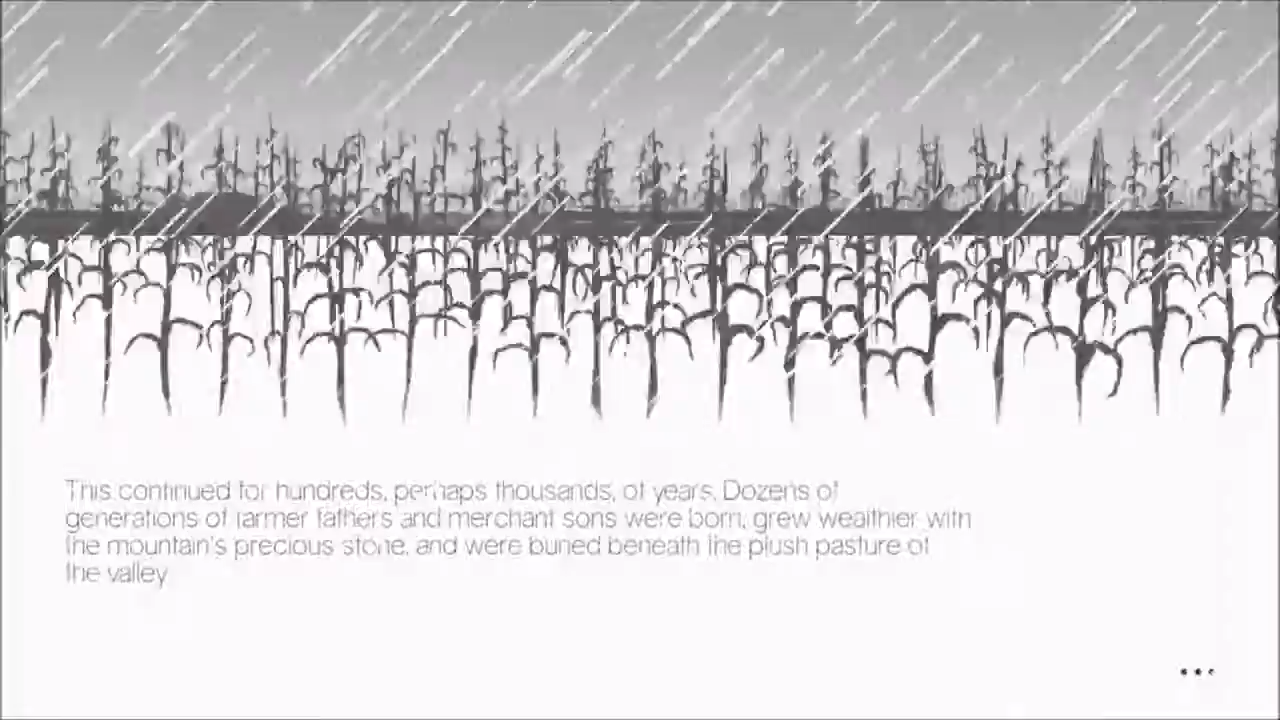 This continued for hundreds, perhaps thousands, of years. Dozens of
generations of farmer fathers and merchant sons were born, grew wealthier with
the mountain's precious stone, and were buried beneath the plush pasture of
the valley